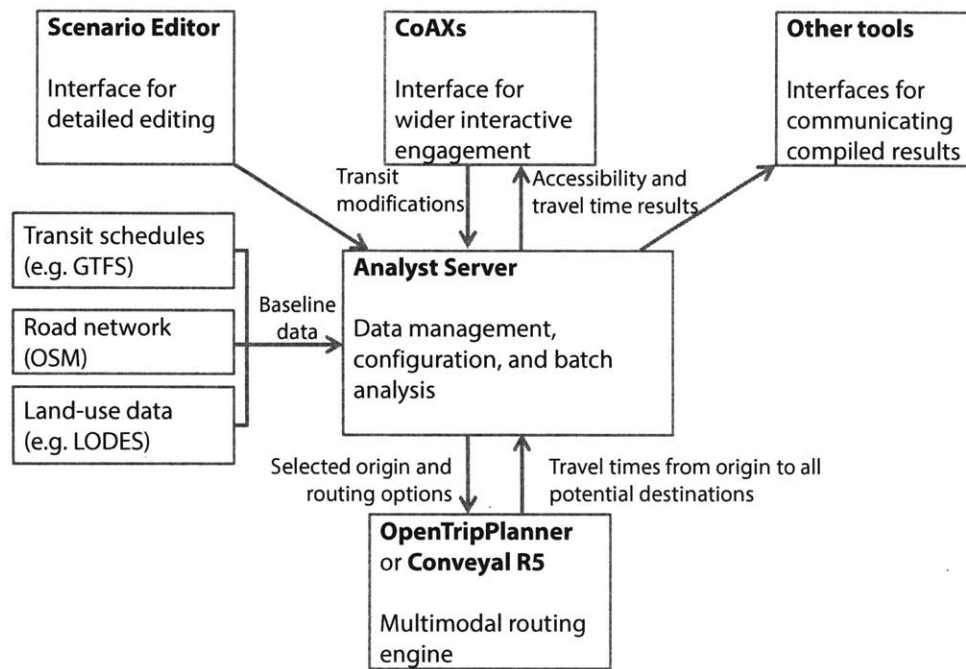 Scenario Editor
Interface for
detailed editing
CoAXs
Interface for
wider interactive
engagement
Other tools
Interfaces for
communicating
compiled results
Transit
modifications
Accessibility and
travel time results
Transit schedules
(e.g. GTFS)
Road network
(OSM)
Land-use data
(e.g. LODES)
Baseline
data
Analyst Server
Data management,
configuration, and batch
analysis
Selected origin and
routing options
Travel times from origin to all
potential destinations
OpenTripPlanner
or Conveyal R5
Multimodal routing
engine